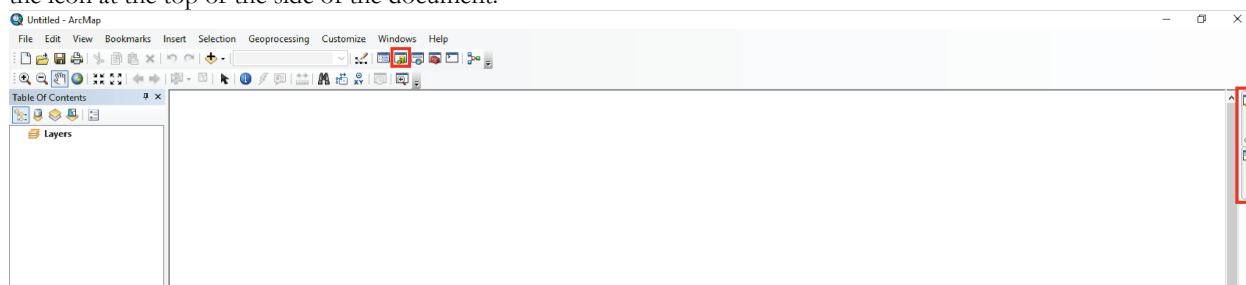 the icon at the top of the side of the document.
Untitled - ArcMap
File Edit View Bookmarks Insert Selection Geoprocessing Customize Windows Help
Table Of Contents
Layers